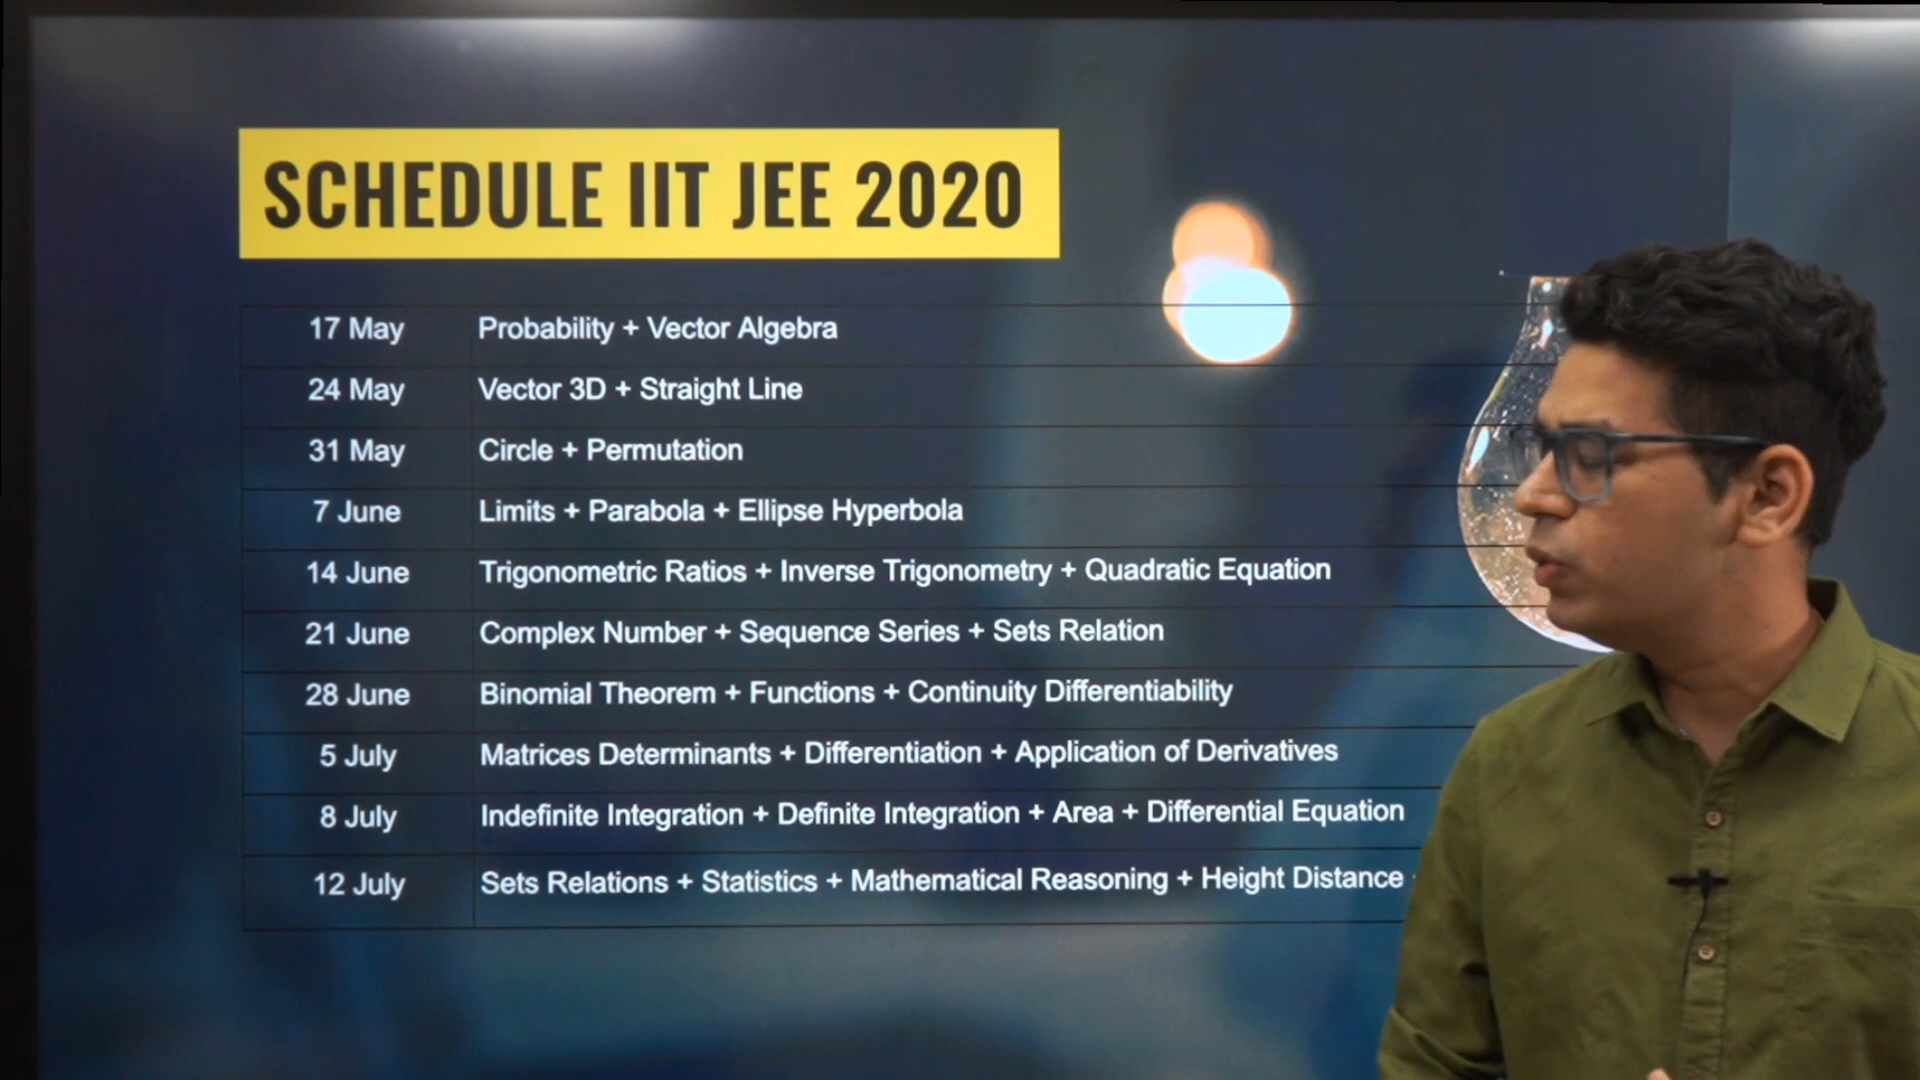 SCHEDULE IIT JEE 2020
17 May Probability + Vector Algebra
24 May Vector 3D + Straight Line
31 May Circle + Permutation
7 June Limits + Parabola + Ellipse Hyperbola
14 June Trigonometric Ratios + Inverse Trigonometry + Quadratic Equation
21 June Complex Number + Sequence Series + Sets Relation
28 June Binomial Theorem + Functions + Continuity Differentiability
5 July Matrices Determinants + Differentiation + Application of Derivatives
8 July Indefinite Integration + Definite Integration + Area + Differential Equation
12 July Sets Relations + Statistics + Mathematical Reasoning + Height Distance